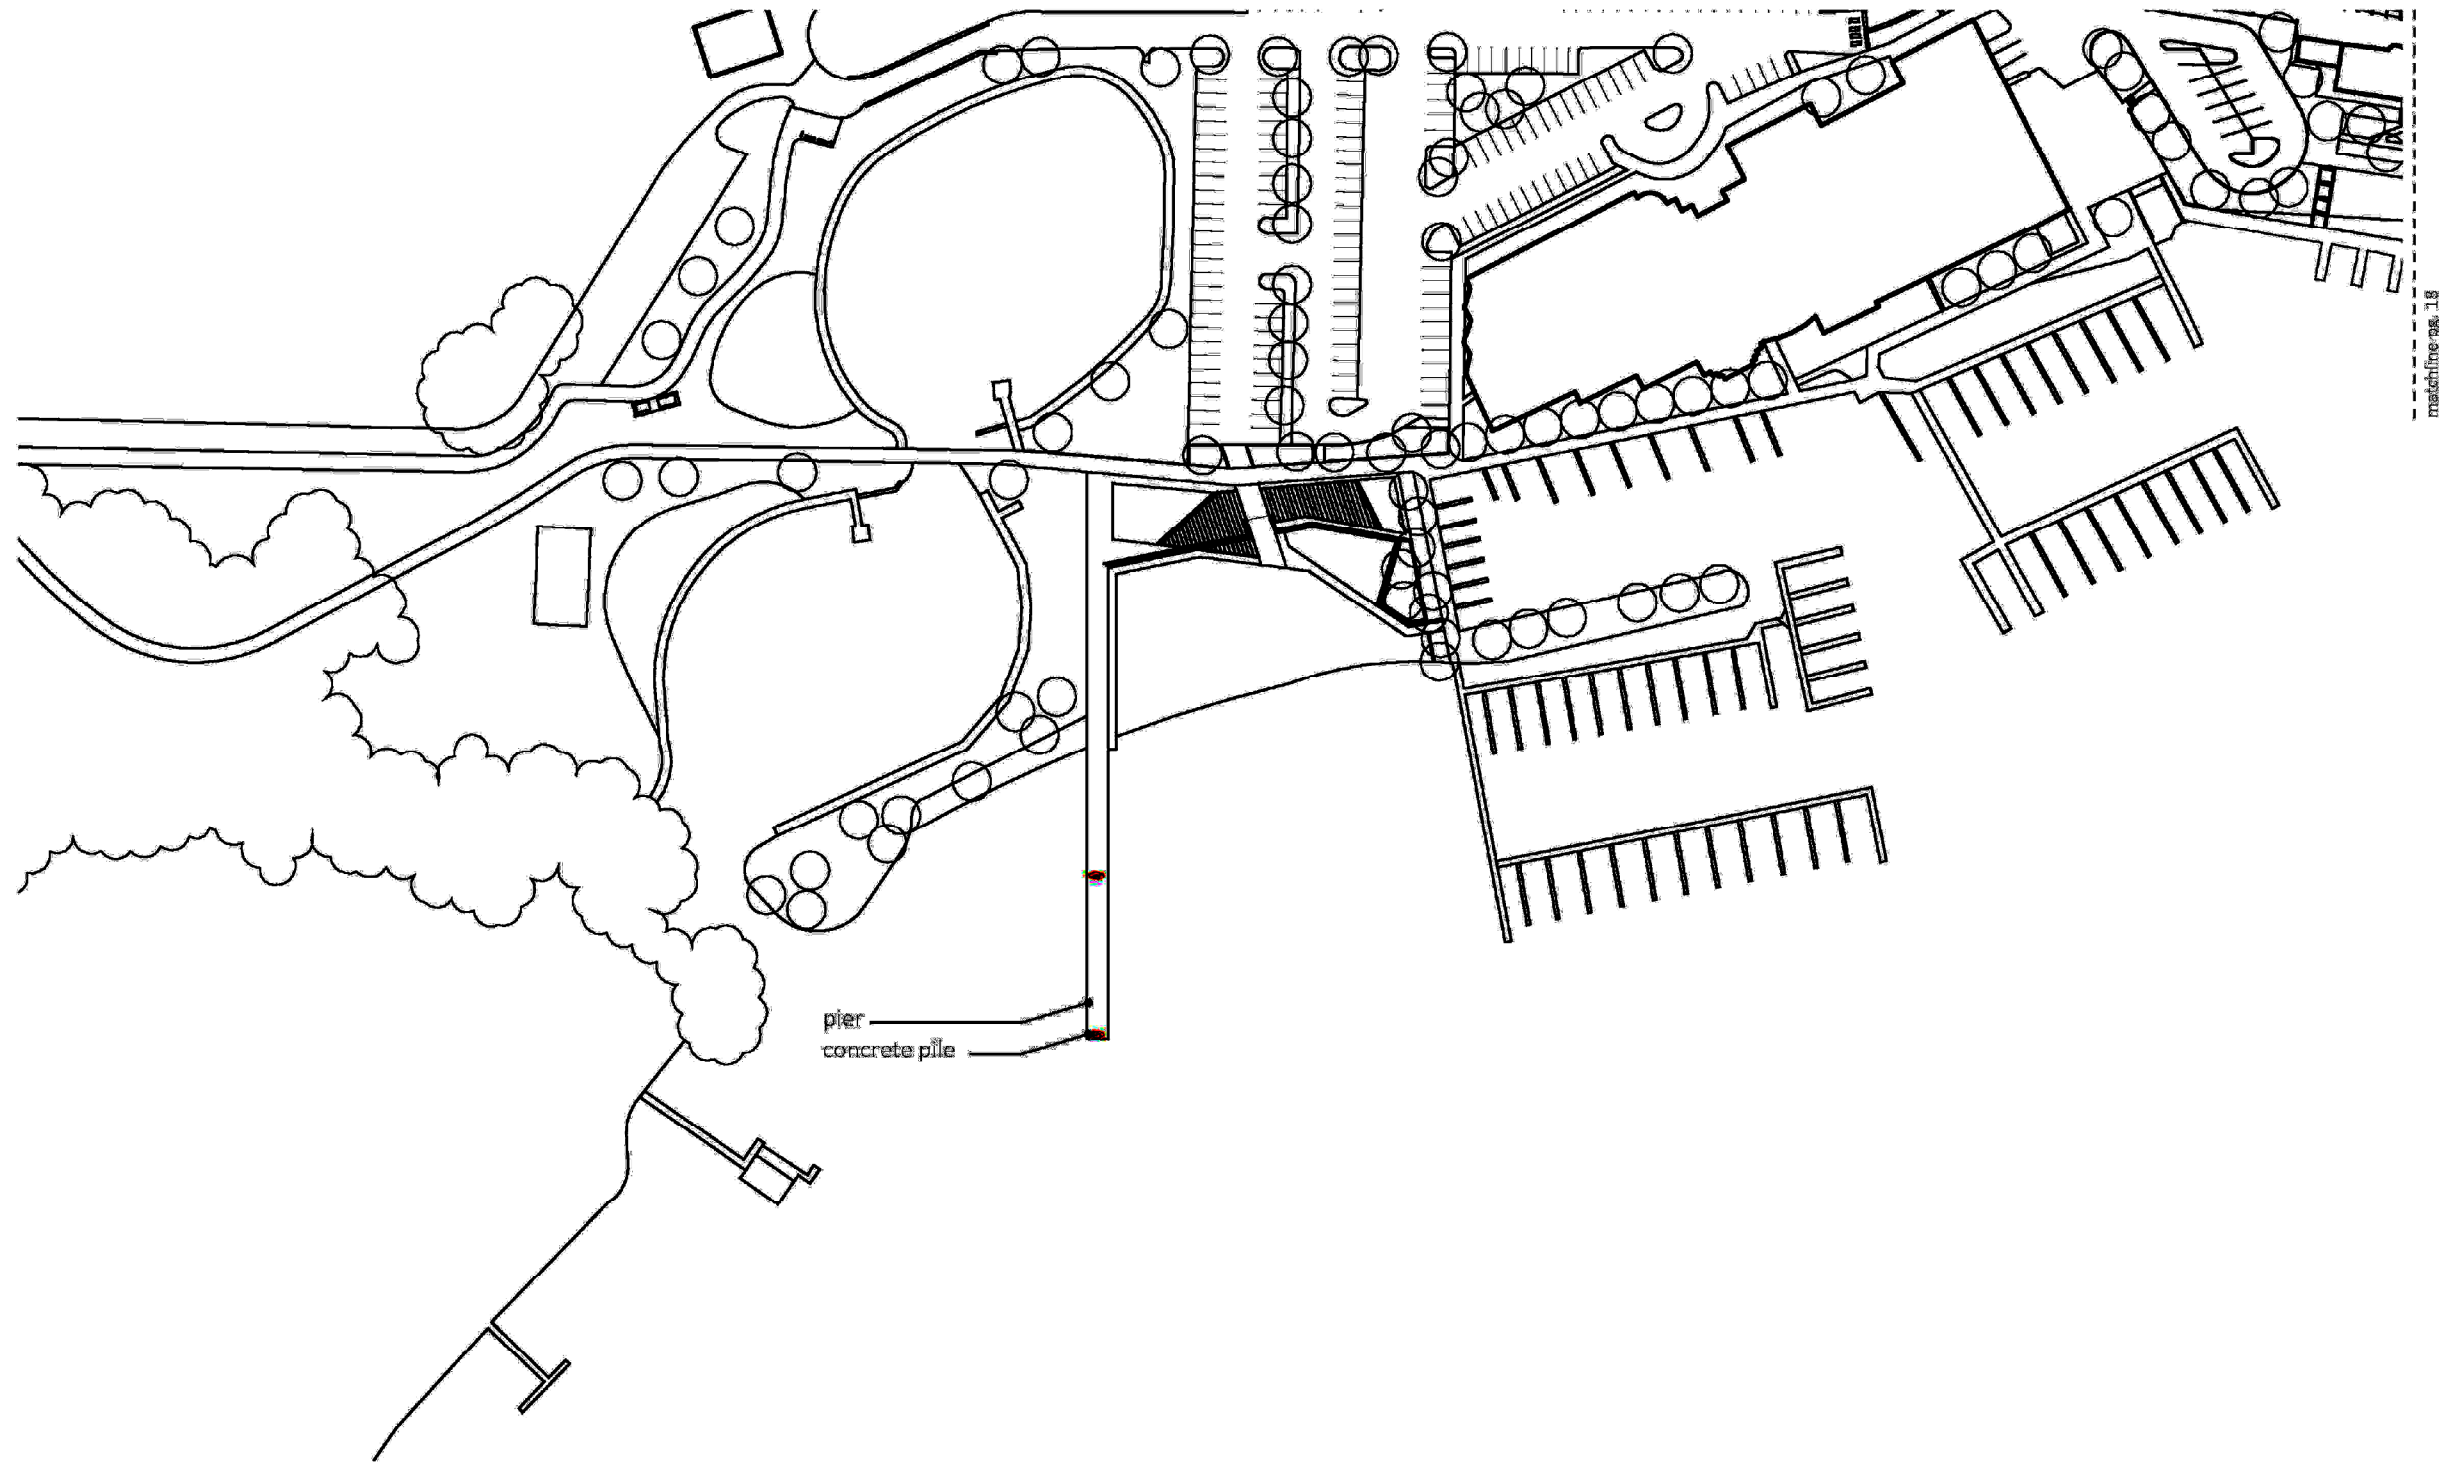 matchline pg. 18
pier
concrete pile